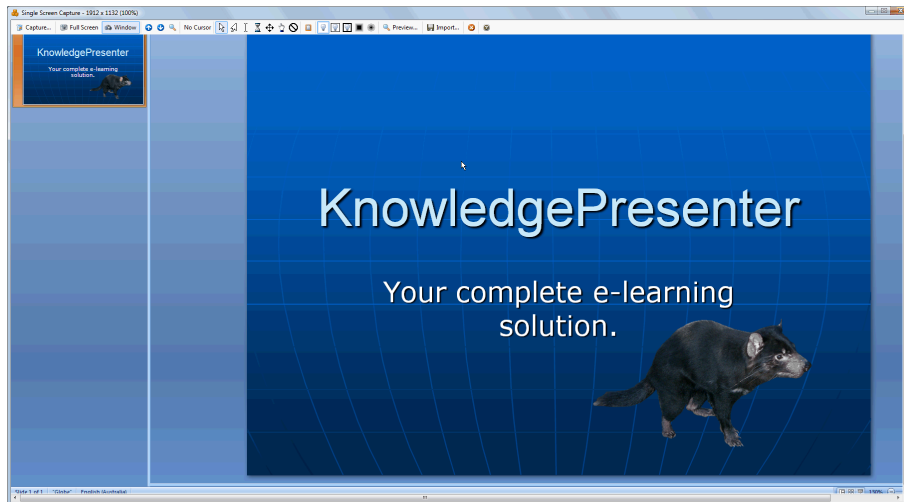 Single Screen Capture - 1912 x 1132 (100%)
Capture... Full Screen Window No Cursor Preview... Import...
KnowledgePresenter
Your complete e-learning
solution.
KnowledgePresenter
Your complete e-learning
solution.
Slide 1 of 1 "Globe" English (Australia) 130%